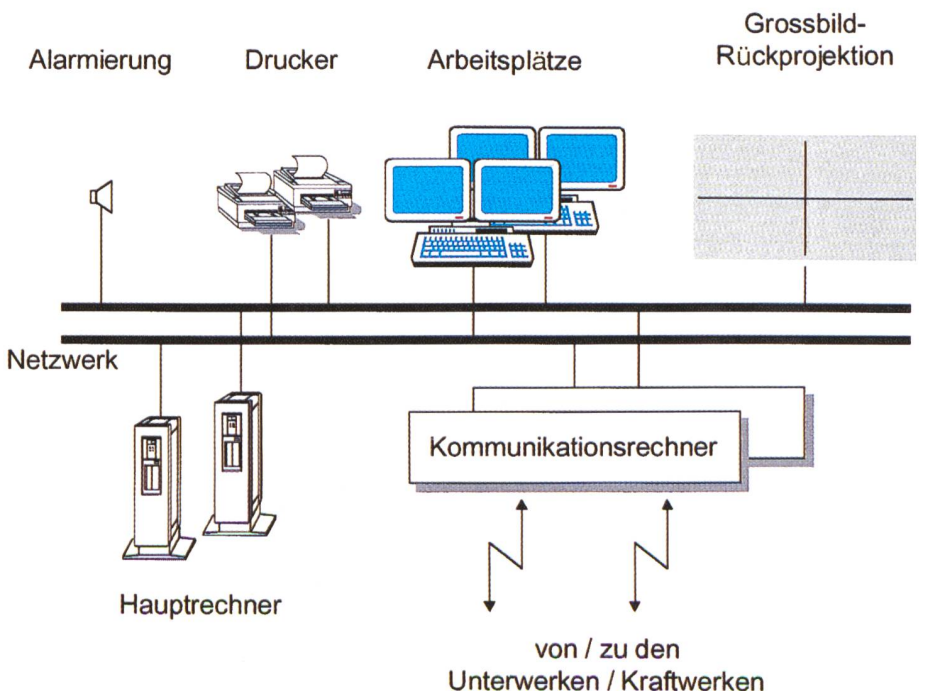 Alarmierung
Drucker
Arbeitsplätze
Grossbild-
Rückprojektion
Netzwerk
Kommunikationsrechner
Hauptrechner
von / zu den
Unterwerken / Kraftwerken